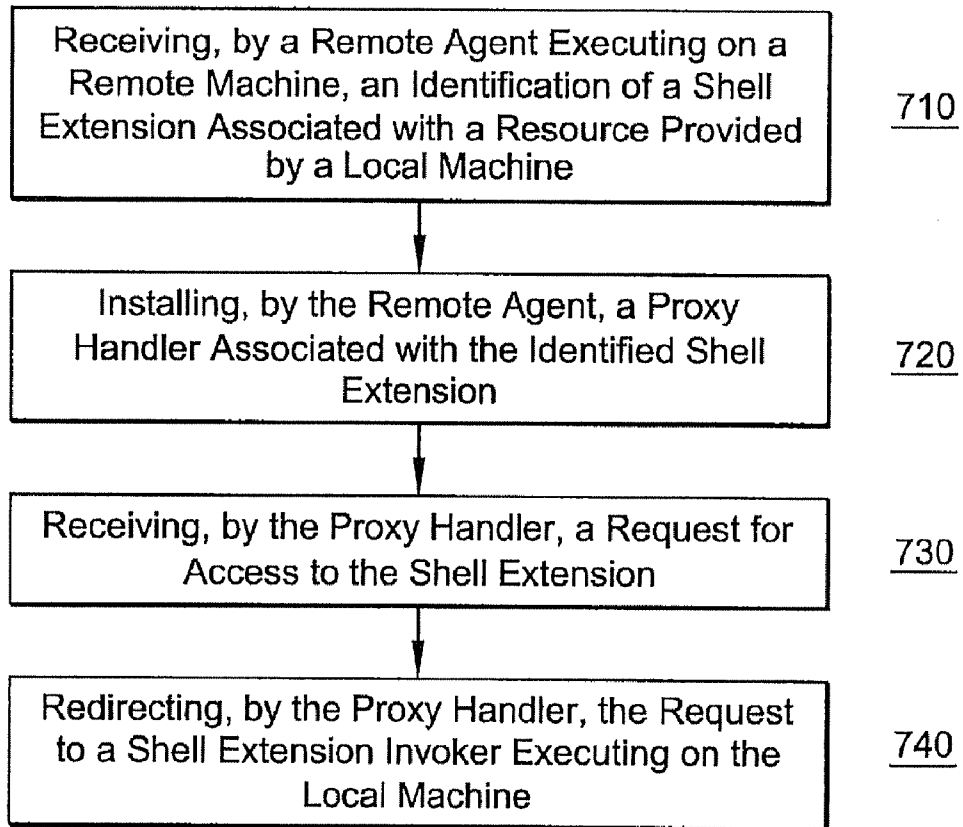 Receiving, by a Remote Agent Executing on a
Remote Machine, an Identification of a Shell
Extension Associated with a Resource Provided
by a Local Machine
710
Installing, by the Remote Agent, a Proxy
Handler Associated with the Identified Shell
Extension
720
Receiving, by the Proxy Handler, a Request for
Access to the Shell Extension
730
Redirecting, by the Proxy Handler, the Request
to a Shell Extension Invoker Executing on the
Local Machine
740